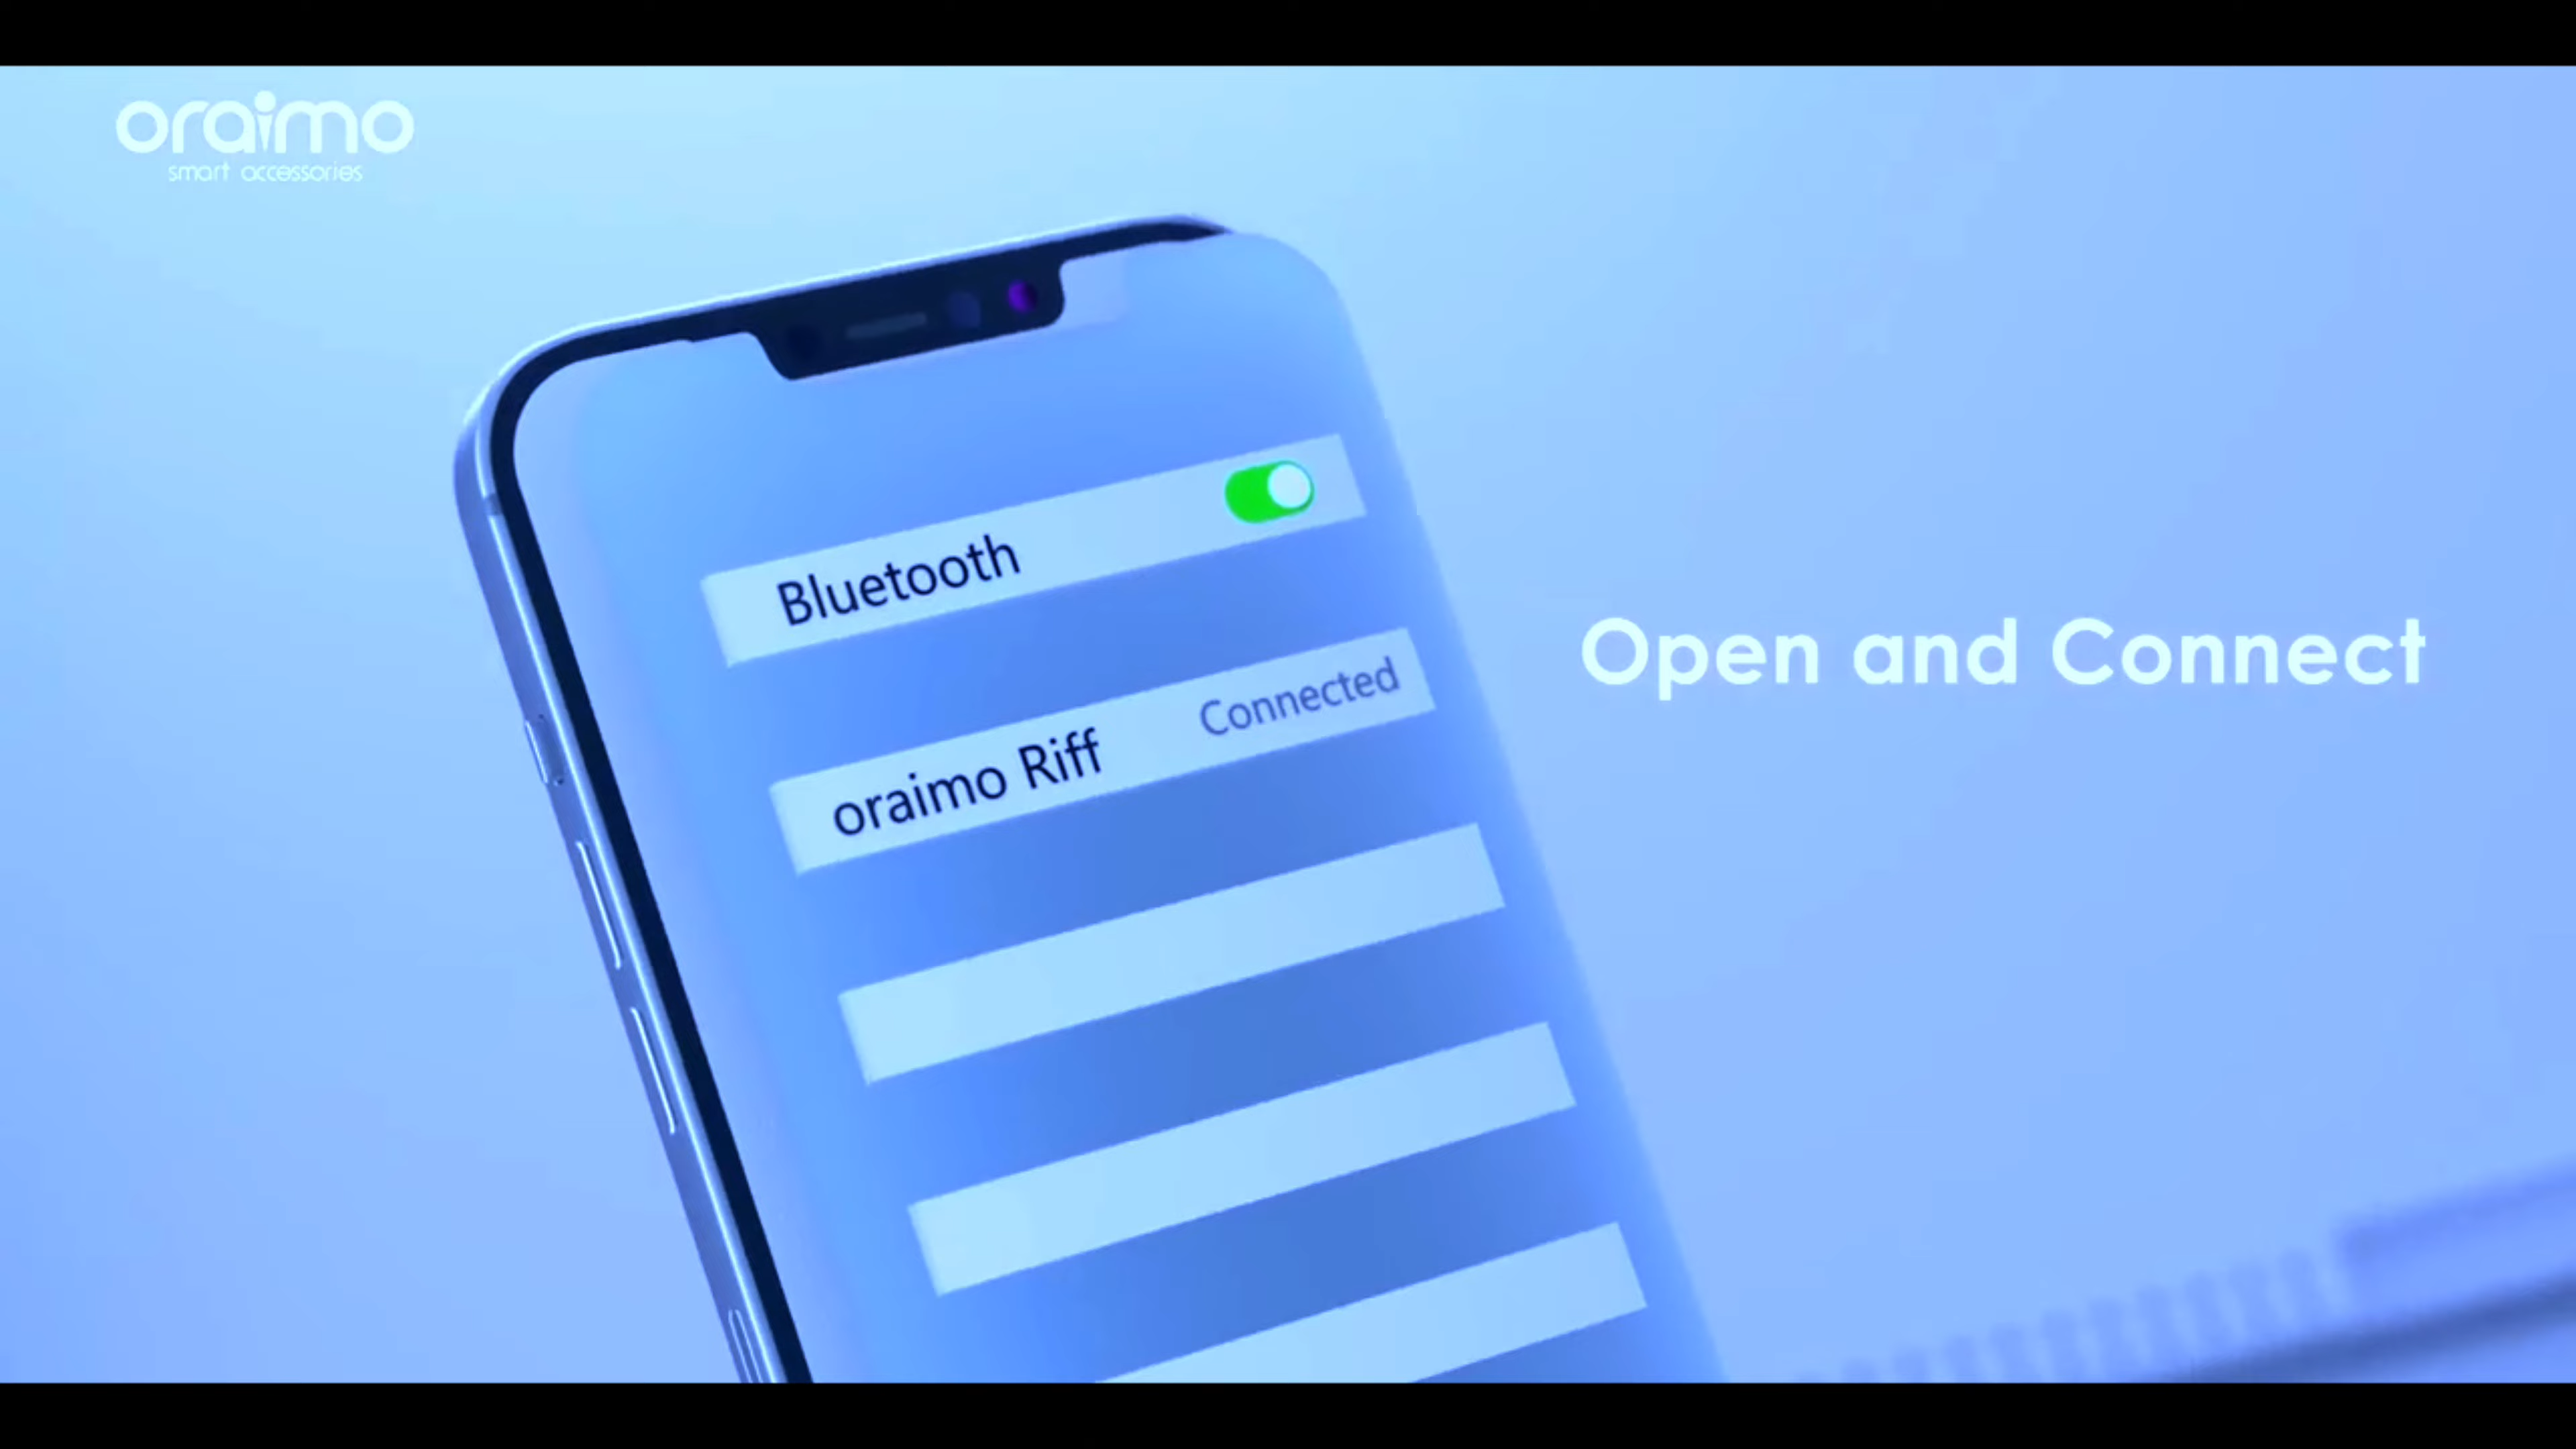 oraimo
smart accessories
Bluetooth
oraimo Riff Connected
Open and Connect